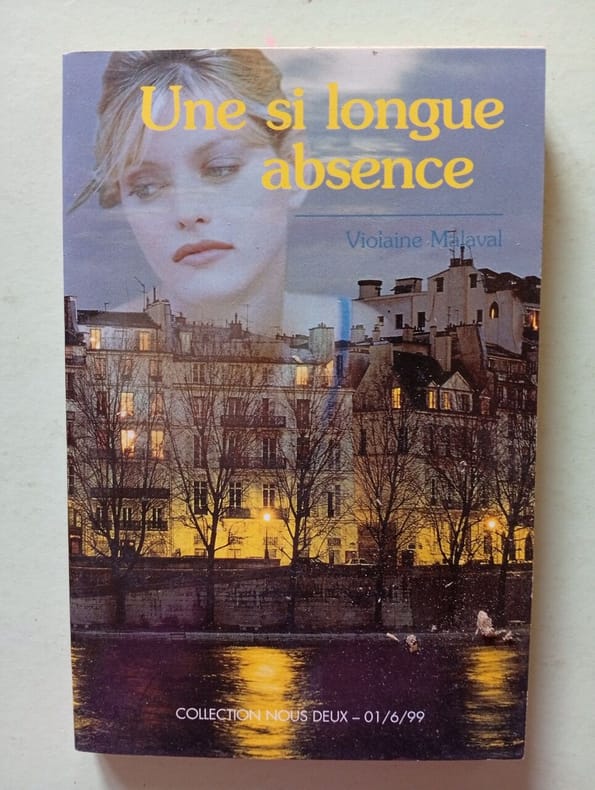 Une si longue
absence
Violaine Malaval
COLLECTION NOUS DEUX – 01/6/99